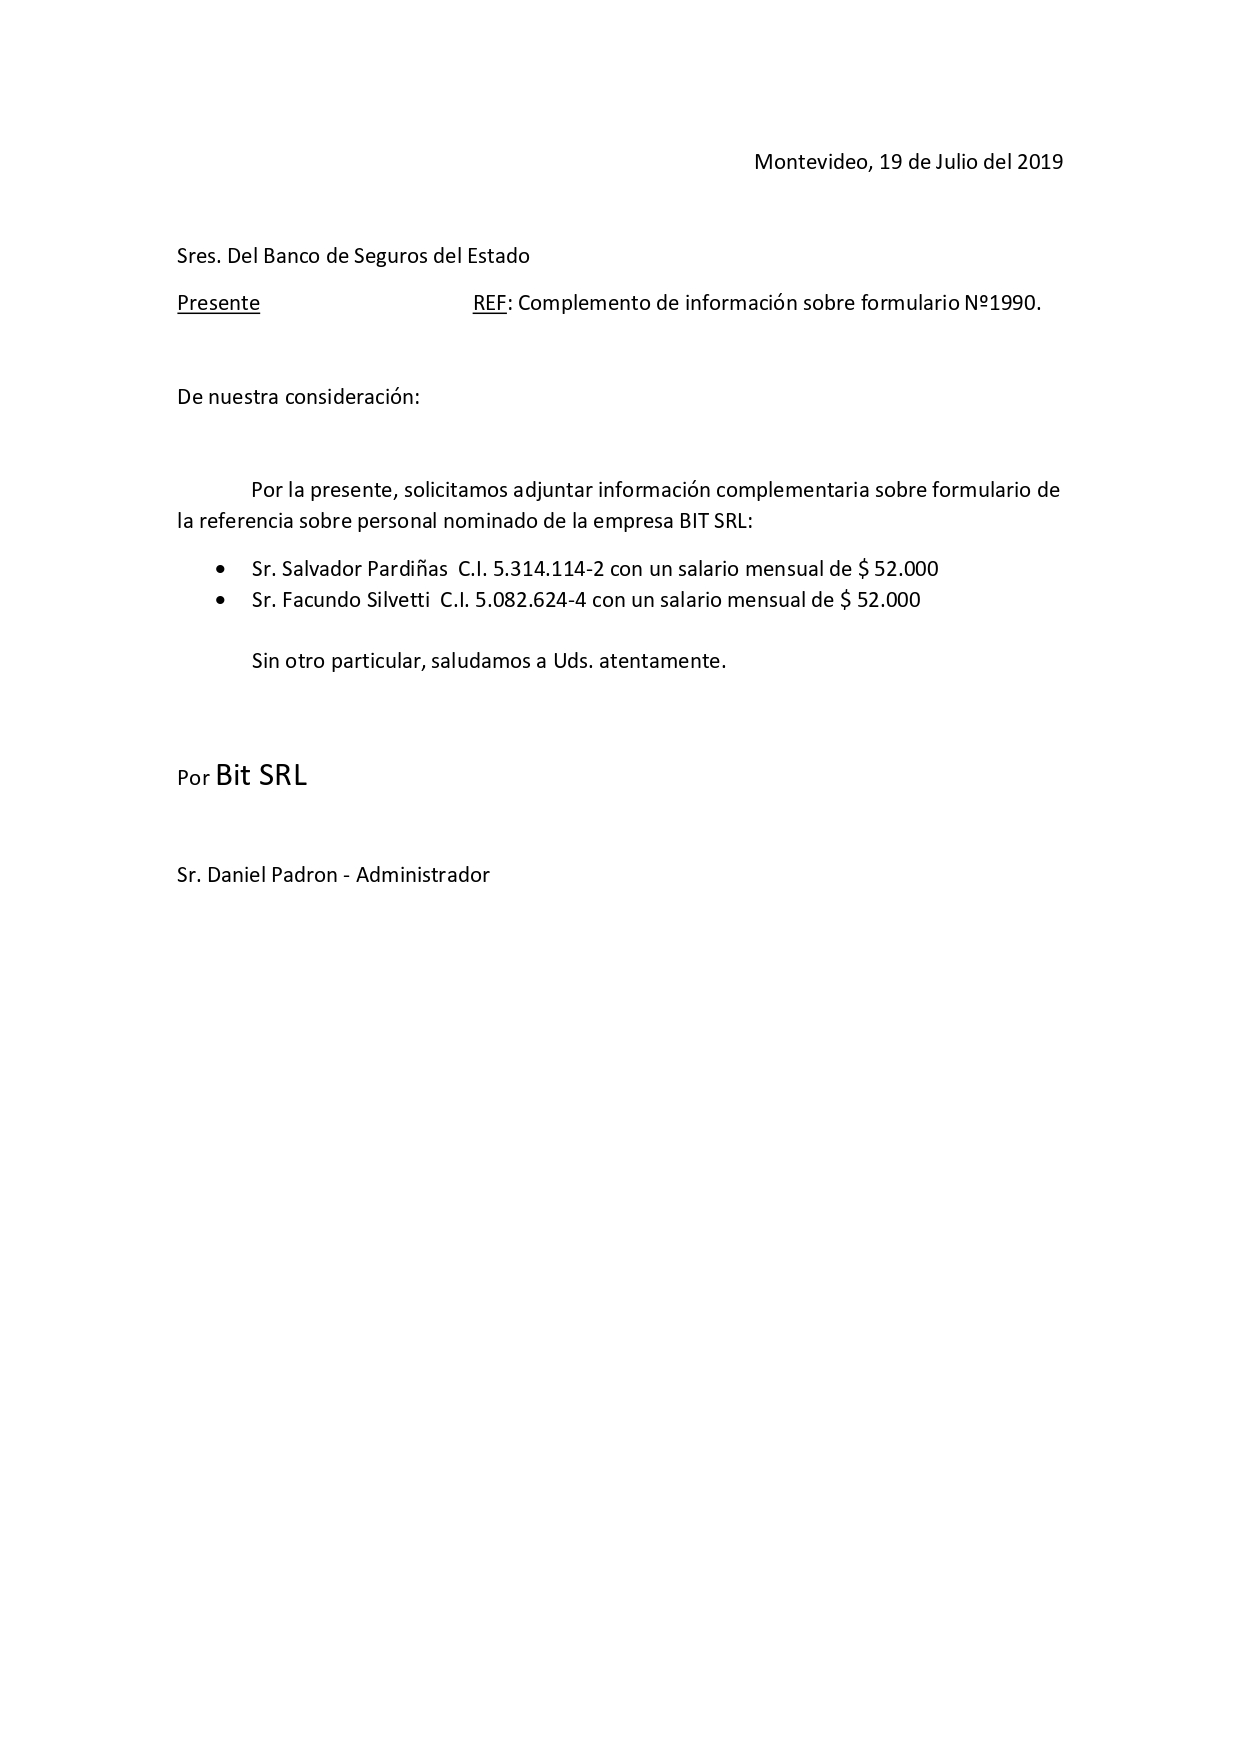 Montevideo, 19 de Julio del 2019
Sres. Del Banco de Seguros del Estado
Presente REF: Complemento de información sobre formulario Nº1990.
De nuestra consideración:
Por la presente, solicitamos adjuntar información complementaria sobre formulario de
la referencia sobre personal nominado de la empresa BIT SRL:
• Sr. Salvador Pardiñas C.I. 5.314.114-2 con un salario mensual de $ 52.000
• Sr. Facundo Silvetti C.I. 5.082.624-4 con un salario mensual de $ 52.000
Sin otro particular, saludamos a Uds. atentamente.
Por Bit SRL
Sr. Daniel Padron - Administrador